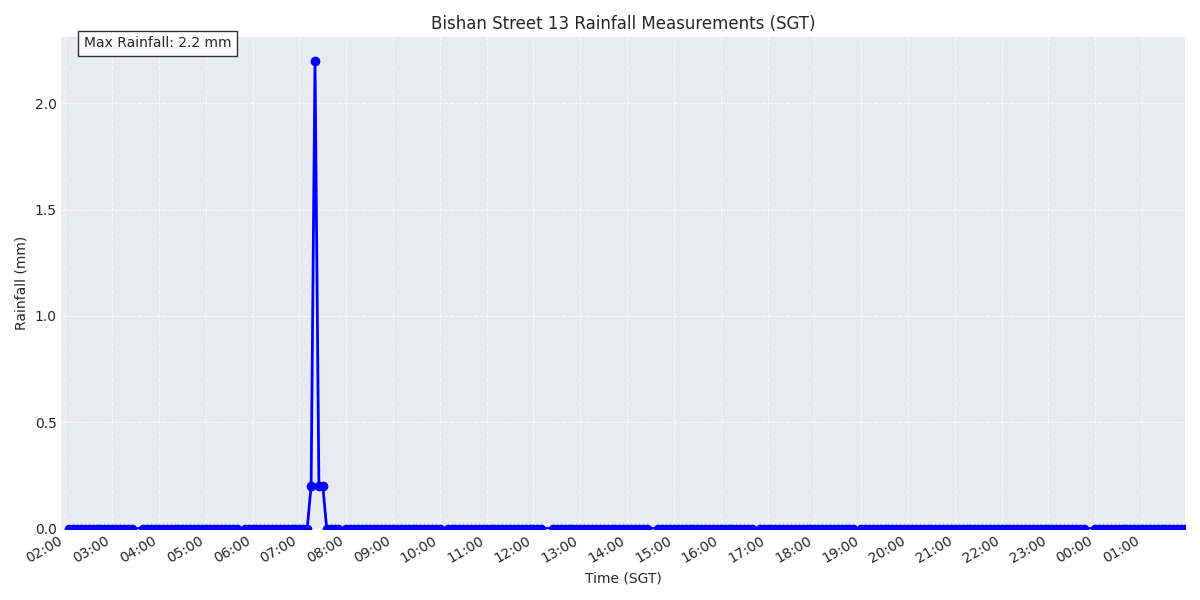 Bishan Street 13 Rainfall Measurements (SGT)
Max Rainfall: 2.2 mm
Rainfall (mm)
2.0
1.5
1.0
0.5
0.0
02:00 03:00 04:00 05:00 06:00 07:00 08:00 09:00 10:00 11:00 12:00 13:00 14:00 15:00 16:00 17:00 18:00 19:00 20:00 21:00 22:00 23:00 00:00 01:00
Time (SGT)